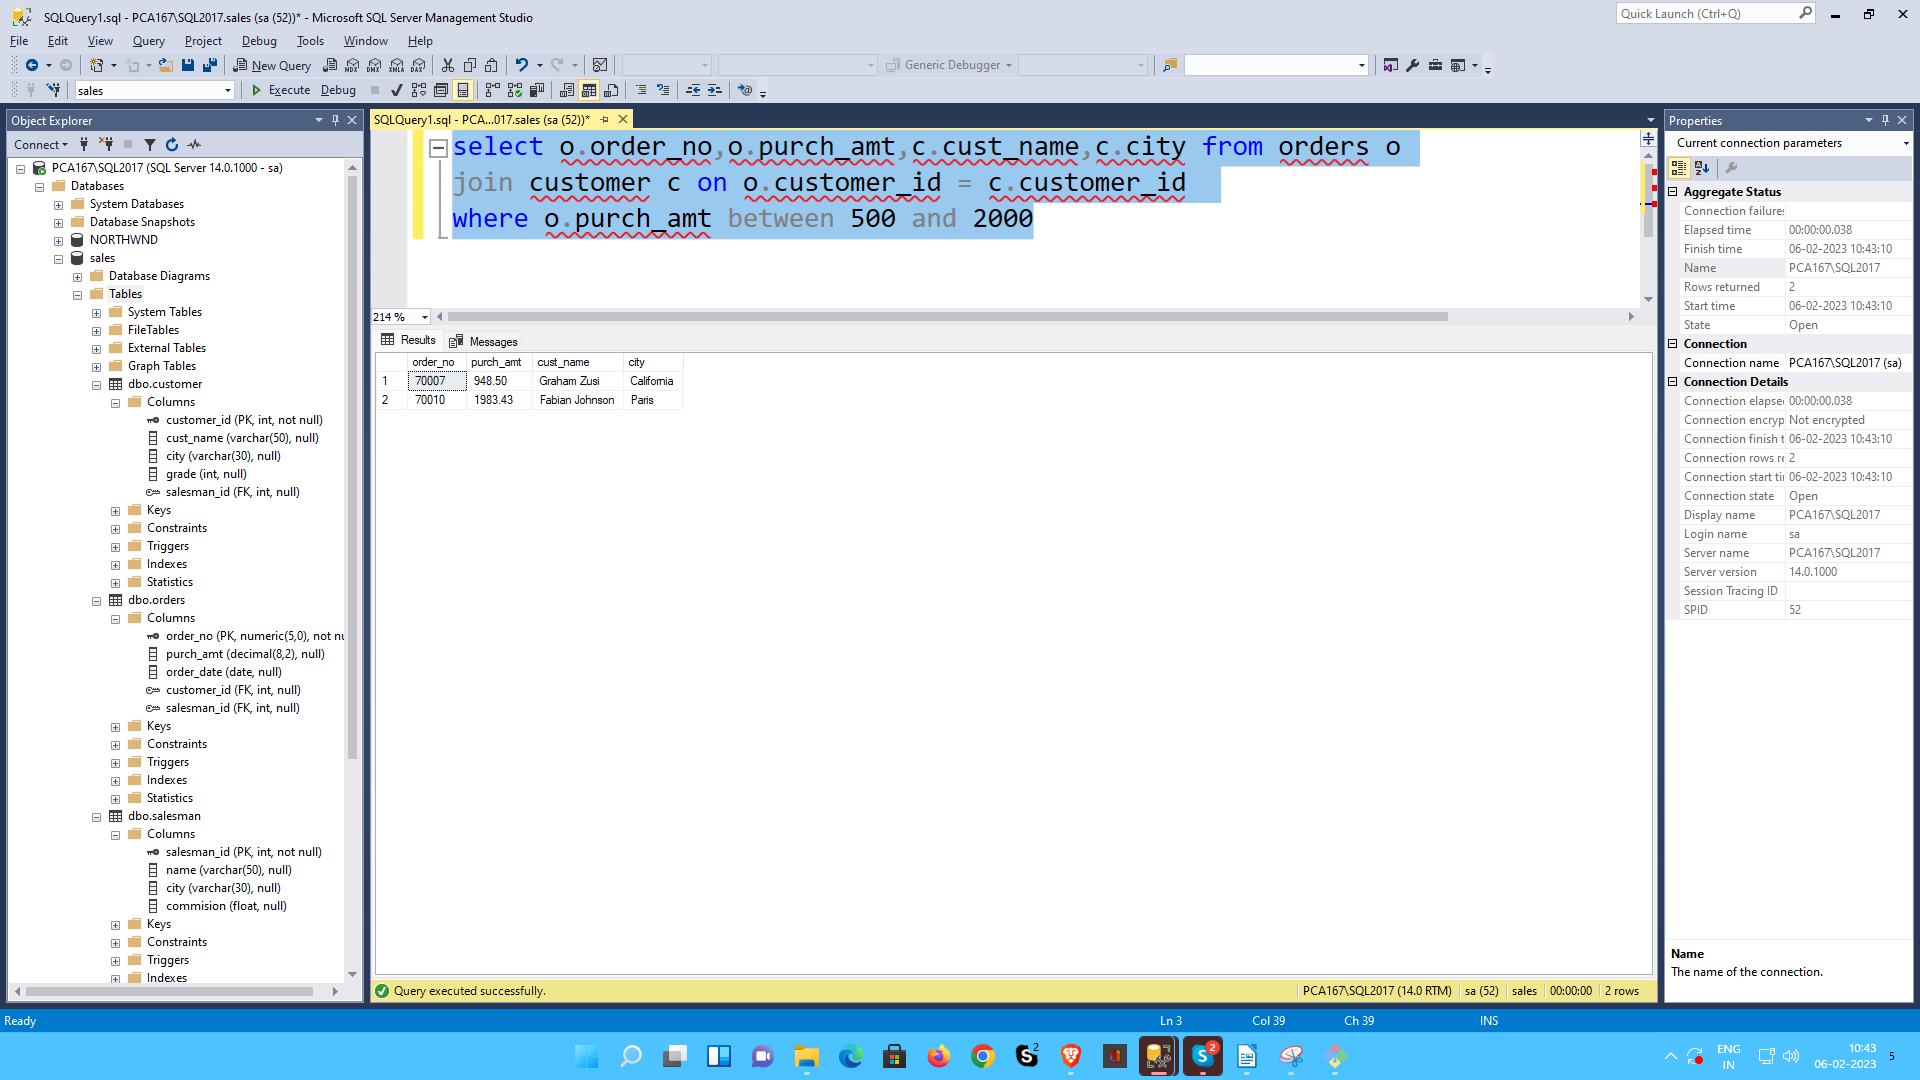 SQLQuery1.sql - PCA167\SQL2017.sales (sa (52))* - Microsoft SQL Server Management Studio
Quick Launch (Ctrl+Q)
File Edit View Query Project Debug Tools Window Help
New Query
MDX DMX XMLA DAX
Generic Debugger
sales
Execute Debug
Object Explorer
Connect
PCA167\SQL2017 (SQL Server 14.0.1000 - sa)
Databases
System Databases
Database Snapshots
NORTHWND
sales
Database Diagrams
Tables
System Tables
FileTables
External Tables
Graph Tables
dbo.customer
Columns
customer_id (PK, int, not null)
cust_name (varchar(50), null)
city (varchar(30), null)
grade (int, null)
salesman_id (FK, int, null)
Keys
Constraints
Triggers
Indexes
Statistics
dbo.orders
Columns
order_no (PK, numeric(5,0), not nu
purch_amt (decimal(8,2), null)
order_date (date, null)
customer_id (FK, int, null)
salesman_id (FK, int, null)
Keys
Constraints
Triggers
Indexes
Statistics
dbo.salesman
Columns
salesman_id (PK, int, not null)
name (varchar(50), null)
city (varchar(30), null)
commision (float, null)
Keys
Constraints
Triggers
Indexes
SQLQuery1.sql - PCA...017.sales (sa (52))*
select o.order_no,o.purch_amt,c.cust_name,c.city from orders o
join customer c on o.customer_id = c.customer_id
where o.purch_amt between 500 and 2000
214 %
Results Messages
order_no purch_amt cust_name city
1 70007 948.50 Graham Zusi California
2 70010 1983.43 Fabian Johnson Paris
Query executed successfully.
PCA167\SQL2017 (14.0 RTM) sa (52) sales 00:00:00 2 rows
Properties
Current connection parameters
Aggregate Status
Connection failures
Elapsed time 00:00:00.038
Finish time 06-02-2023 10:43:10
Name PCA167\SQL2017
Rows returned 2
Start time 06-02-2023 10:43:10
State Open
Connection
Connection name PCA167\SQL2017 (sa)
Connection Details
Connection elapse 00:00:00.038
Connection encryp Not encrypted
Connection finish t 06-02-2023 10:43:10
Connection rows re 2
Connection start ti 06-02-2023 10:43:10
Connection state Open
Display name PCA167\SQL2017
Login name sa
Server name PCA167\SQL2017
Server version 14.0.1000
Session Tracing ID
SPID 52
Name
The name of the connection.
Ready
Ln 3 Col 39 Ch 39 INS
2
2
ENG
IN
10:43
06-02-2023
5